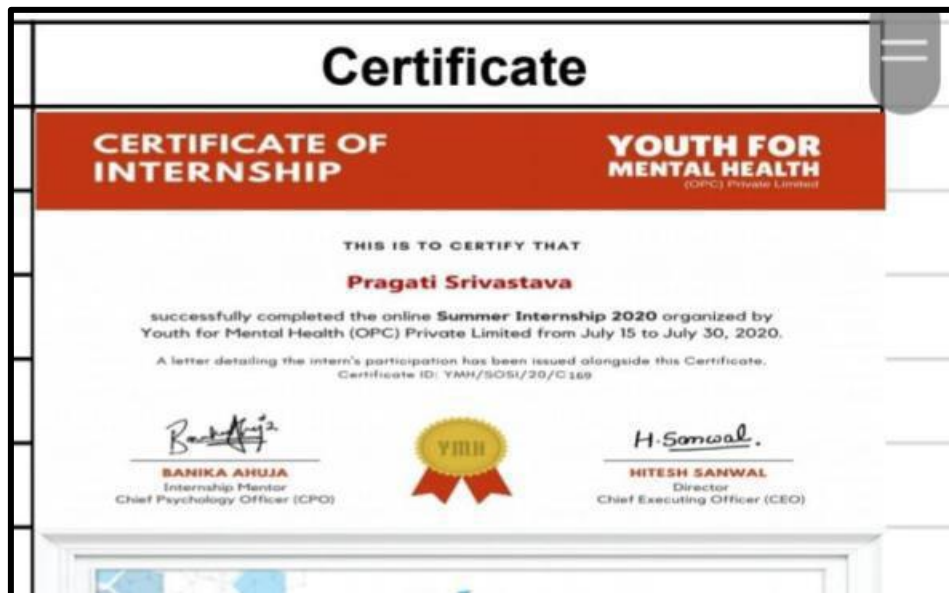 Certificate
CERTIFICATE OF
INTERNSHIP
YOUTH FOR
MENTAL HEALTH
(OPC) Private Limited
THIS IS TO CERTIFY THAT
Pragati Srivastava
successfully completed the online Summer Internship 2020 organized by
Youth for Mental Health (OPC) Private Limited from July 15 to July 30, 2020.
A letter detailing the intern's participation has been issued alongside this Certificate.
Certificate ID: YMH/SOSI/20/C169
YMH
H.Sanwal.
BANIKA AHUJA
Internship Mentor
Chief Psychology Officer (CPO)
HITESH SANWAL
Director
Chief Executing Officer (CEO)